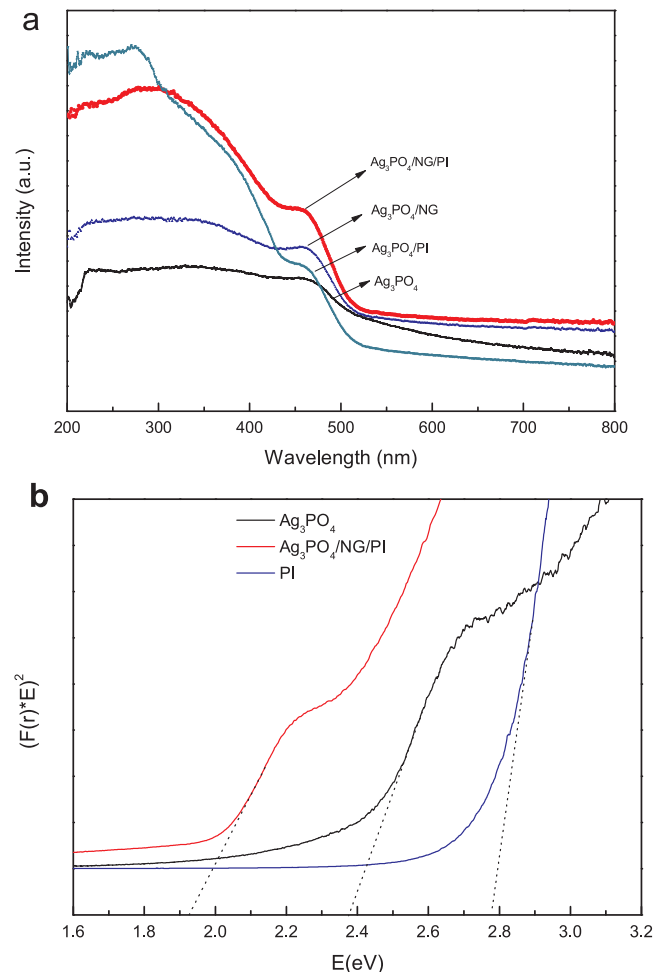 a
Intensity (a.u.)
Ag₃PO₄/NG/PI
Ag₃PO₄/NG
Ag₃PO₄/PI
Ag₃PO₄
200 300 400 500 600 700 800
Wavelength (nm)
b
(F(r)*E)²
Ag₃PO₄
Ag₃PO₄/NG/PI
PI
1.6 1.8 2.0 2.2 2.4 2.6 2.8 3.0 3.2
E(eV)